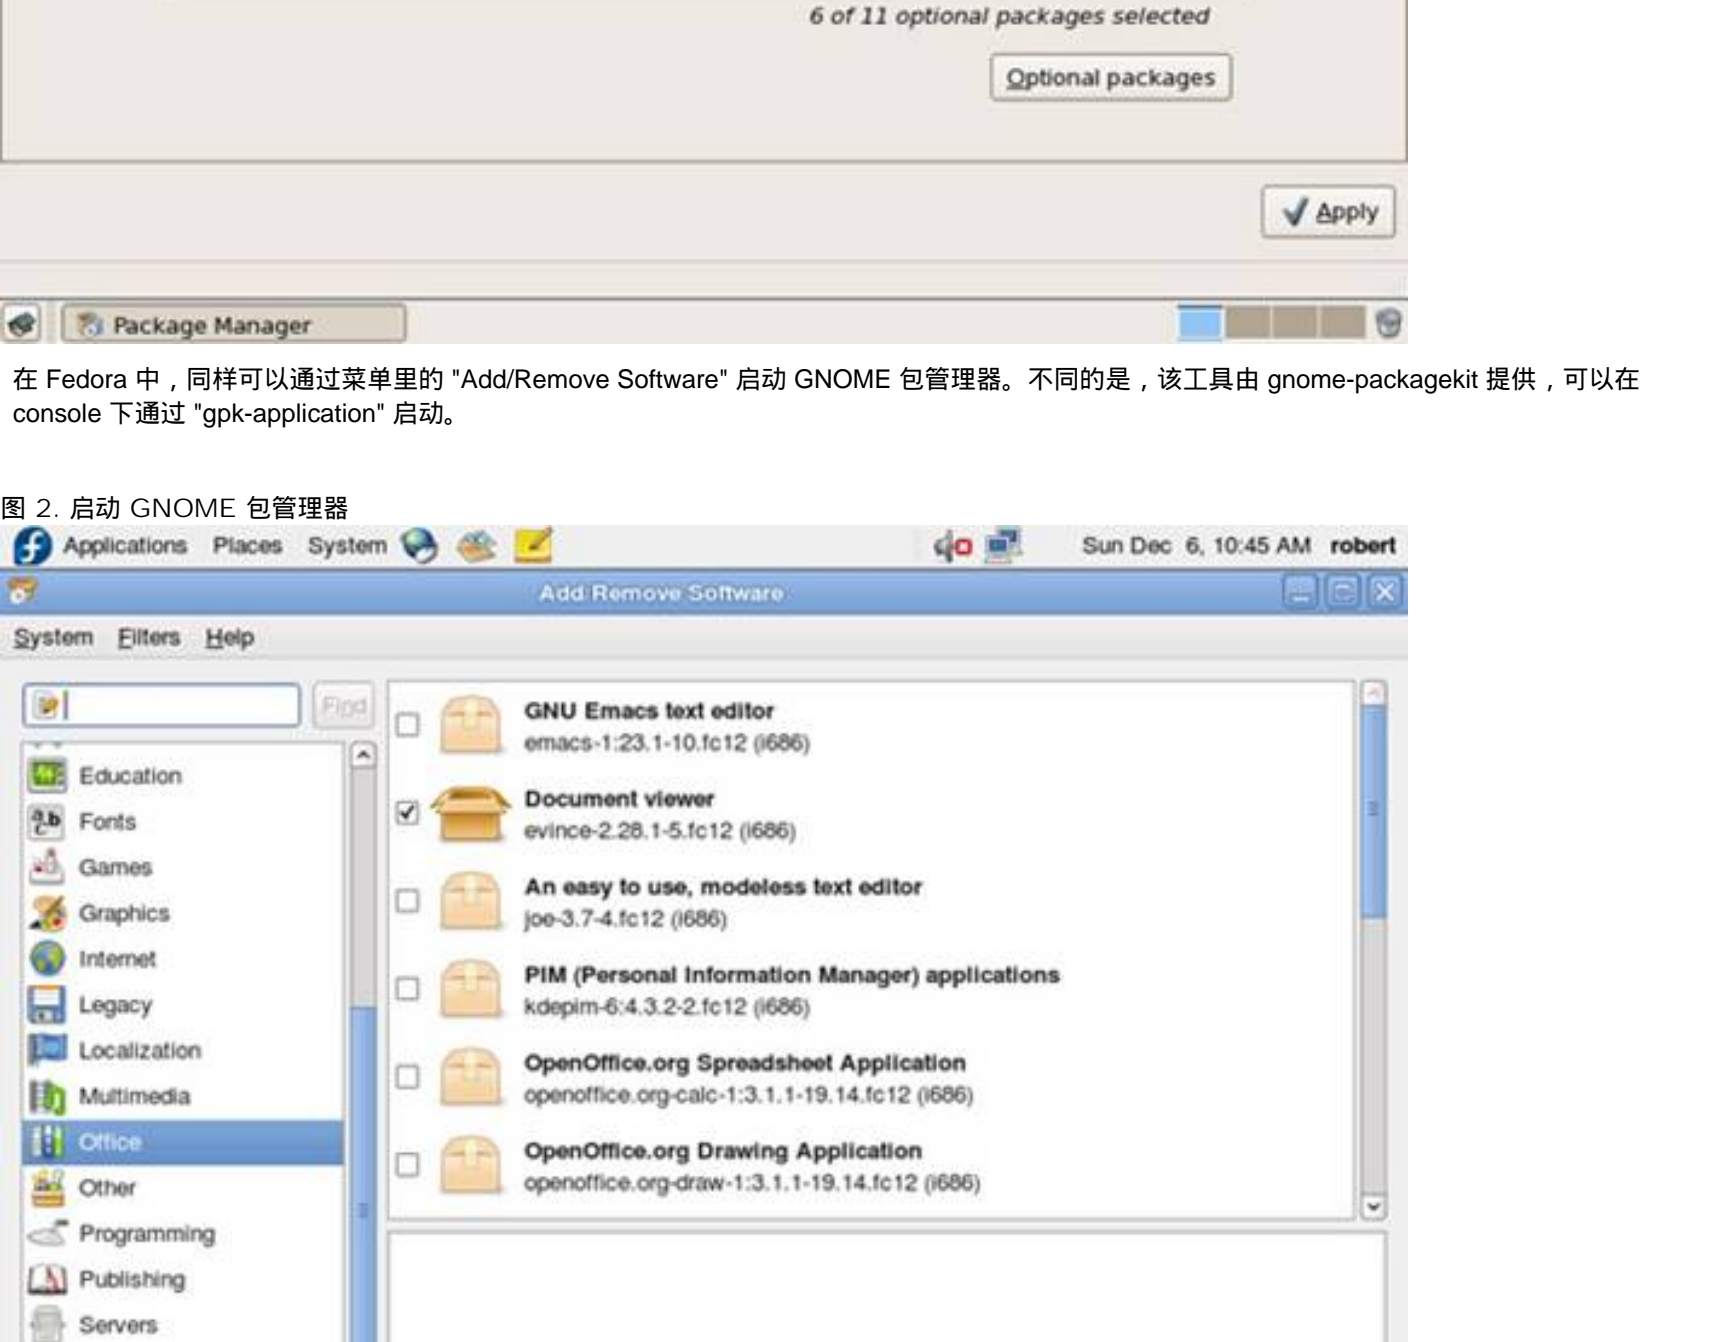 6 of 11 optional packages selected
Optional packages
Apply
Package Manager
在 Fedora 中，同样可以通过菜单里的 "Add/Remove Software" 启动 GNOME 包管理器。不同的是，该工具由 gnome-packagekit 提供，可以在
console 下通过 "gpk-application" 启动。
图 2. 启动 GNOME 包管理器
Applications Places System Sun Dec 6, 10:45 AM robert
Add/Remove Software
System Filters Help
Find
GNU Emacs text editor
emacs-1:23.1-10.fc12 (i686)
Document viewer
evince-2.28.1-5.fc12 (i686)
An easy to use, modeless text editor
joe-3.7-4.fc12 (i686)
PIM (Personal Information Manager) applications
kdepim-6:4.3.2-2.fc12 (i686)
OpenOffice.org Spreadsheet Application
openoffice.org-calc-1:3.1.1-19.14.fc12 (i686)
OpenOffice.org Drawing Application
openoffice.org-draw-1:3.1.1-19.14.fc12 (i686)
Education
Fonts
Games
Graphics
Internet
Legacy
Localization
Multimedia
Office
Other
Programming
Publishing
Servers